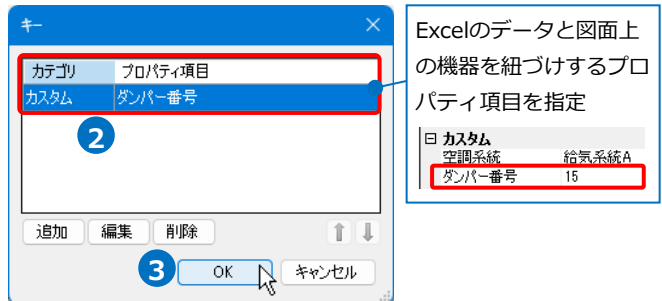 キー
カテゴリ プロパティ項目
カスタム ダンパー番号
2
追加 編集 削除
3
OK キャンセル
Excelのデータと図面上
の機器を紐づけするプロ
パティ項目を指定
カスタム
空調系統 給気系統A
ダンパー番号 15